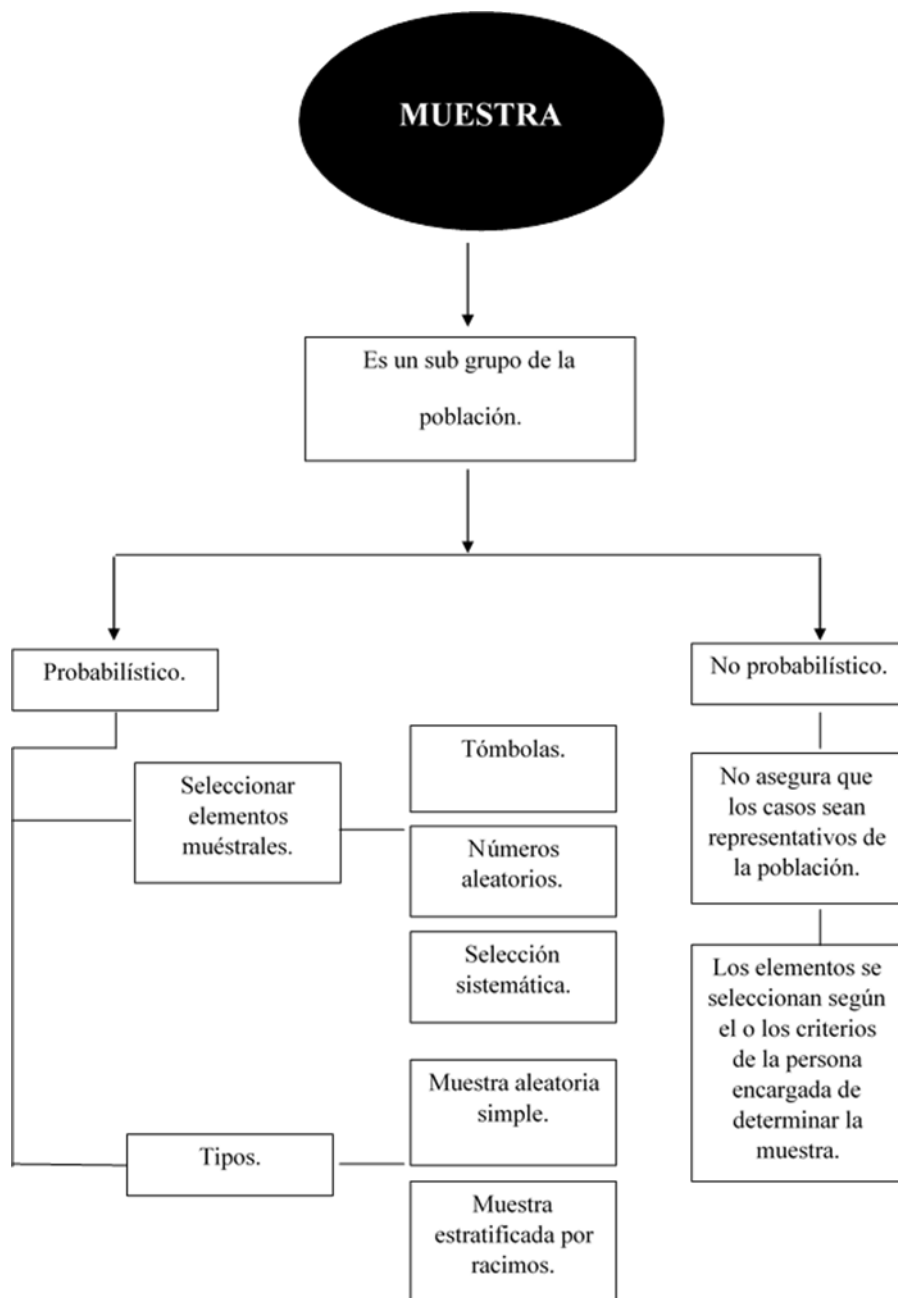 MUESTRA
Es un sub grupo de la
población.
Probabilístico.
No probabilístico.
Seleccionar
elementos
muéstrales.
Tómbolas.
Números
aleatorios.
Selección
sistemática.
Tipos.
Muestra aleatoria
simple.
Muestra
estratificada por
racimos.
No asegura que
los casos sean
representativos de
la población.
Los elementos se
seleccionan según
el o los criterios
de la persona
encargada de
determinar la
muestra.